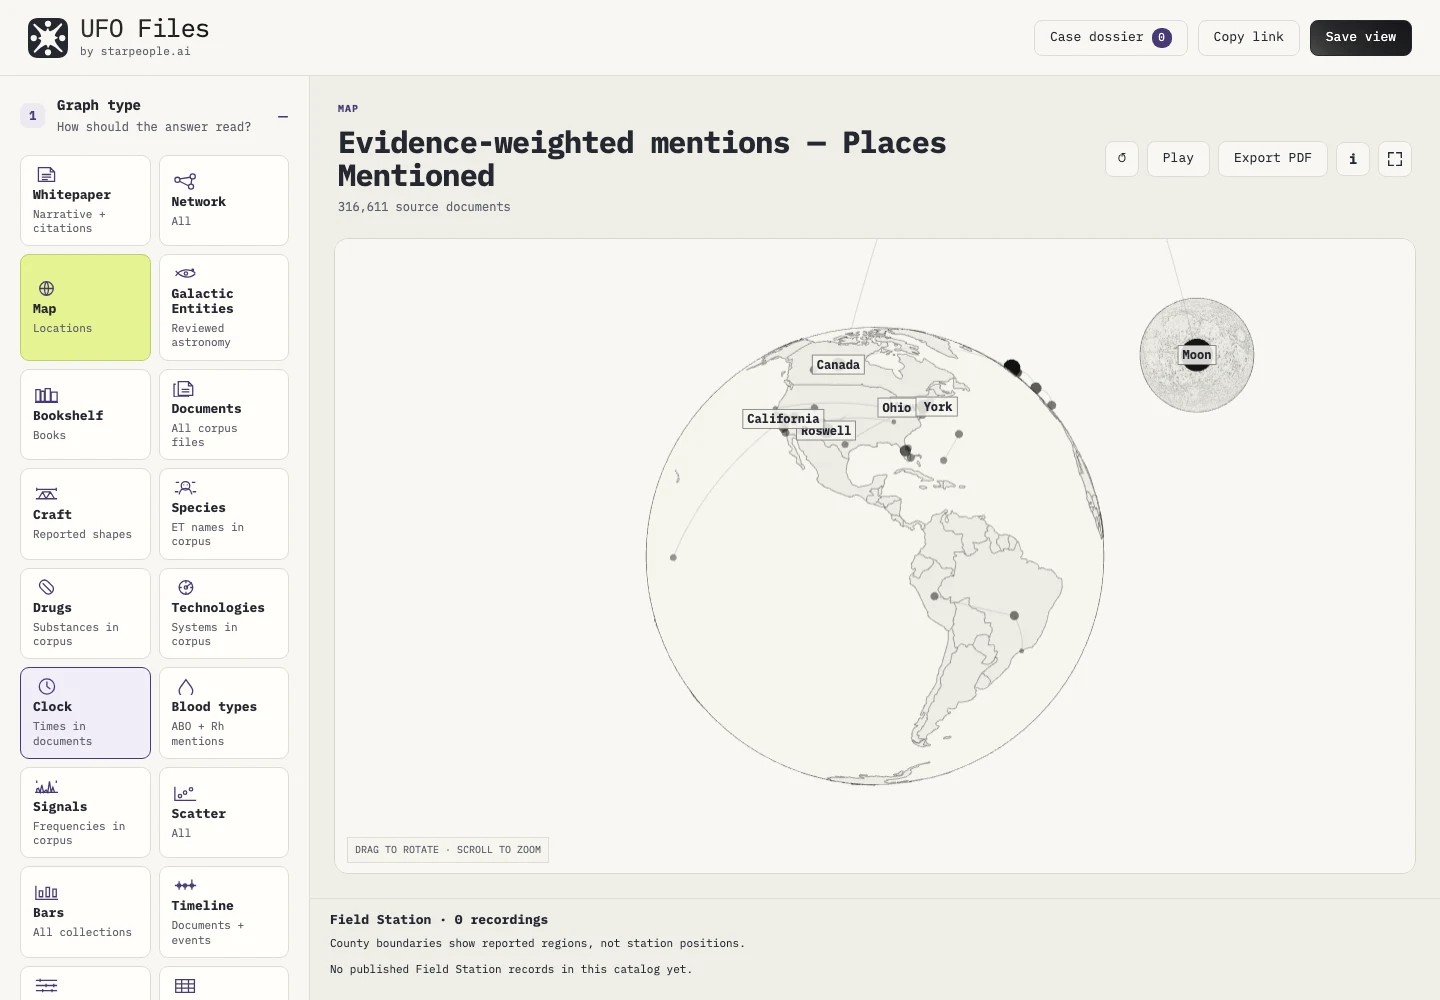 UFO Files
by starpeople.ai
Case dossier 0
Copy link
Save view
1
Graph type
How should the answer read?
Whitepaper
Narrative +
citations
Network
All
Map
Locations
Galactic
Entities
Reviewed
astronomy
Bookshelf
Books
Documents
All corpus
files
Craft
Reported shapes
Species
ET names in
corpus
Drugs
Substances in
corpus
Technologies
Systems in
corpus
Clock
Times in
documents
Blood types
ABO + Rh
mentions
Signals
Frequencies in
corpus
Scatter
All
Bars
All collections
Timeline
Documents +
events
MAP
Evidence-weighted mentions — Places
Mentioned
316,611 source documents
Play
Export PDF
i
Moon
Canada
Ohio
York
California
Roswell
DRAG TO ROTATE · SCROLL TO ZOOM
Field Station · 0 recordings
County boundaries show reported regions, not station positions.
No published Field Station records in this catalog yet.